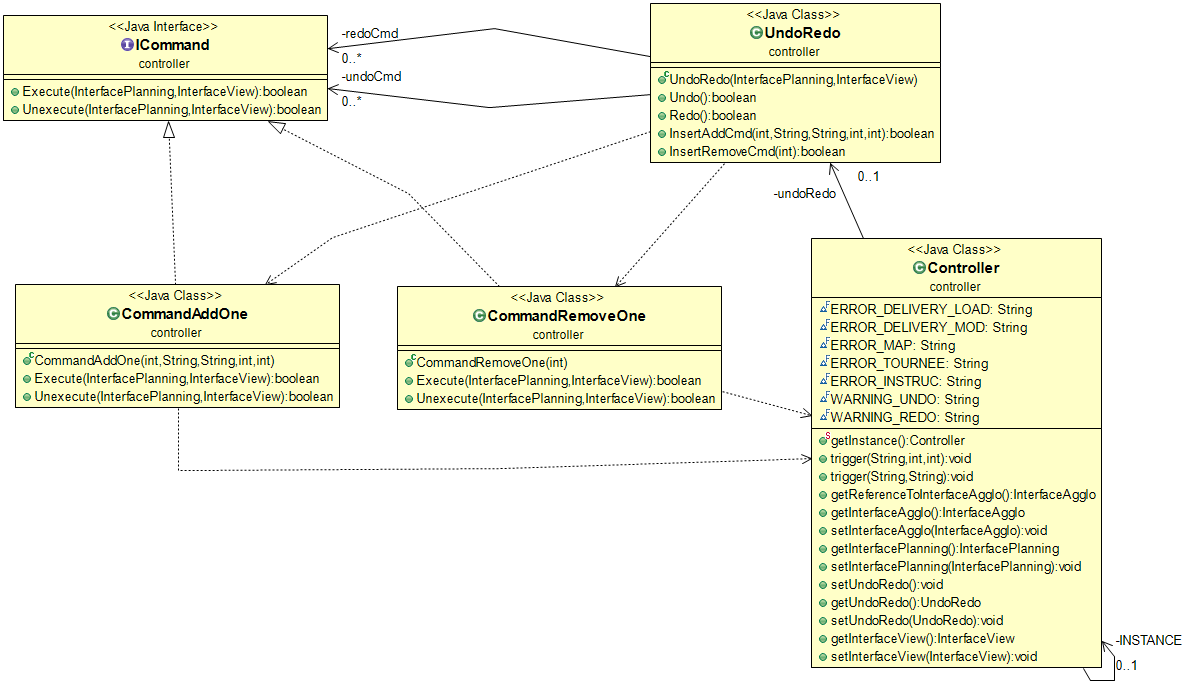 <<Java Interface>>
ICommand
controller
Execute(InterfacePlanning,InterfaceView):boolean
Unexecute(InterfacePlanning,InterfaceView):boolean
-redoCmd
0..*
-undoCmd
0..*
<<Java Class>>
UndoRedo
controller
UndoRedo(InterfacePlanning,InterfaceView)
Undo():boolean
Redo():boolean
InsertAddCmd(int,String,String,int,int):boolean
InsertRemoveCmd(int):boolean
0..1
-undoRedo
<<Java Class>>
CommandAddOne
controller
CommandAddOne(int,String,String,int,int)
Execute(InterfacePlanning,InterfaceView):boolean
Unexecute(InterfacePlanning,InterfaceView):boolean
<<Java Class>>
CommandRemoveOne
controller
CommandRemoveOne(int)
Execute(InterfacePlanning,InterfaceView):boolean
Unexecute(InterfacePlanning,InterfaceView):boolean
<<Java Class>>
Controller
controller
ERROR_DELIVERY_LOAD: String
ERROR_DELIVERY_MOD: String
ERROR_MAP: String
ERROR_TOURNEE: String
ERROR_INSTRUC: String
WARNING_UNDO: String
WARNING_REDO: String
getInstance():Controller
trigger(String,int,int):void
trigger(String,String):void
getReferenceToInterfaceAgglo():InterfaceAgglo
getInterfaceAgglo():InterfaceAgglo
setInterfaceAgglo(InterfaceAgglo):void
getInterfacePlanning():InterfacePlanning
setInterfacePlanning(InterfacePlanning):void
setUndoRedo():void
getUndoRedo():UndoRedo
setUndoRedo(UndoRedo):void
getInterfaceView():InterfaceView
setInterfaceView(InterfaceView):void
-INSTANCE
0..1